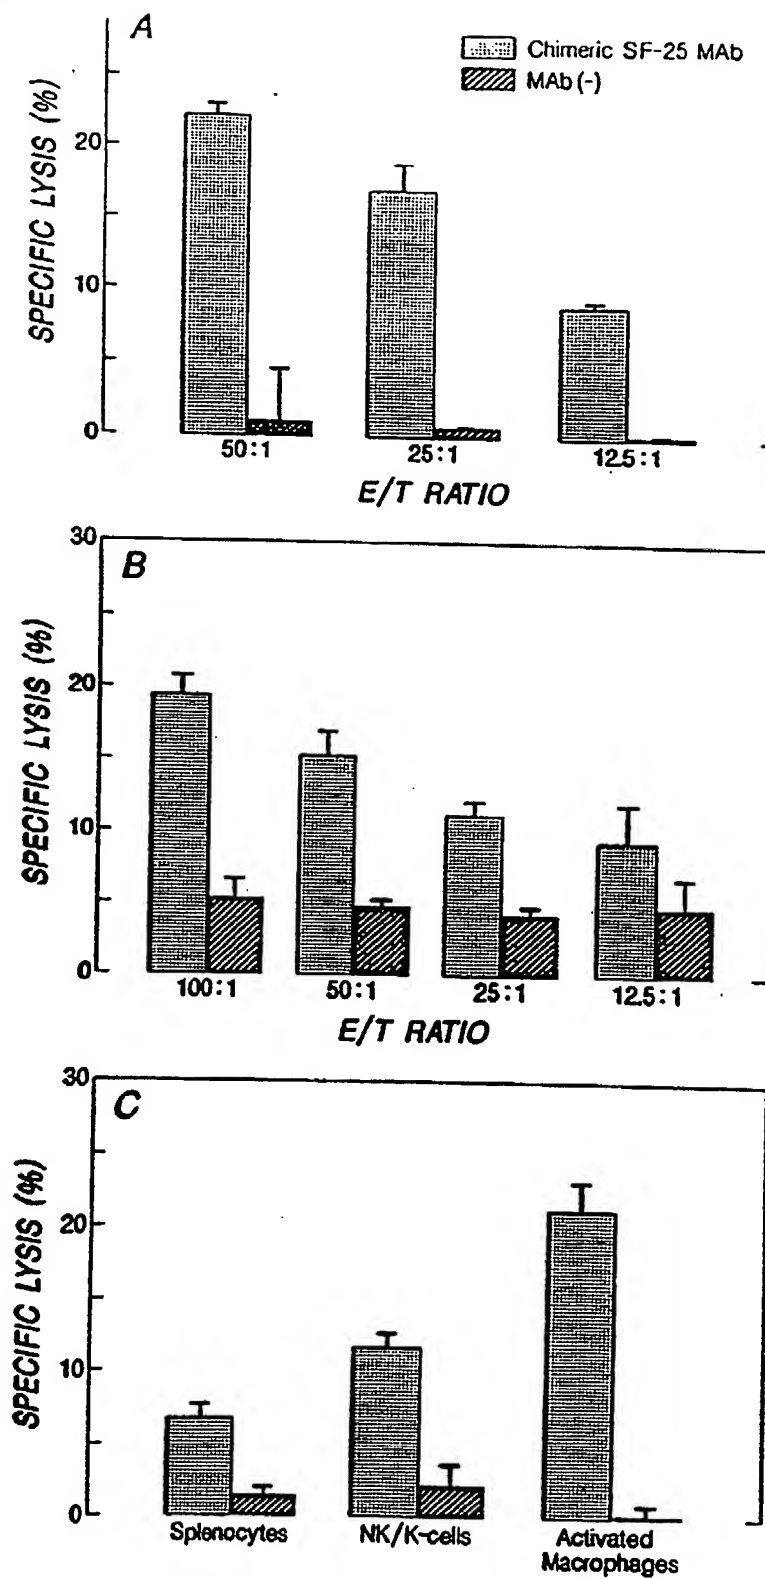 A
Chimeric SF-25 MAb
MAb (-)
SPECIFIC LYSIS (%)
20
10
0
50:1
25:1
12.5:1
E/T RATIO
B
SPECIFIC LYSIS (%)
30
20
10
0
100:1
50:1
25:1
12.5:1
E/T RATIO
C
SPECIFIC LYSIS (%)
30
20
10
0
Splenocytes
NK/K-cells
Activated
Macrophages